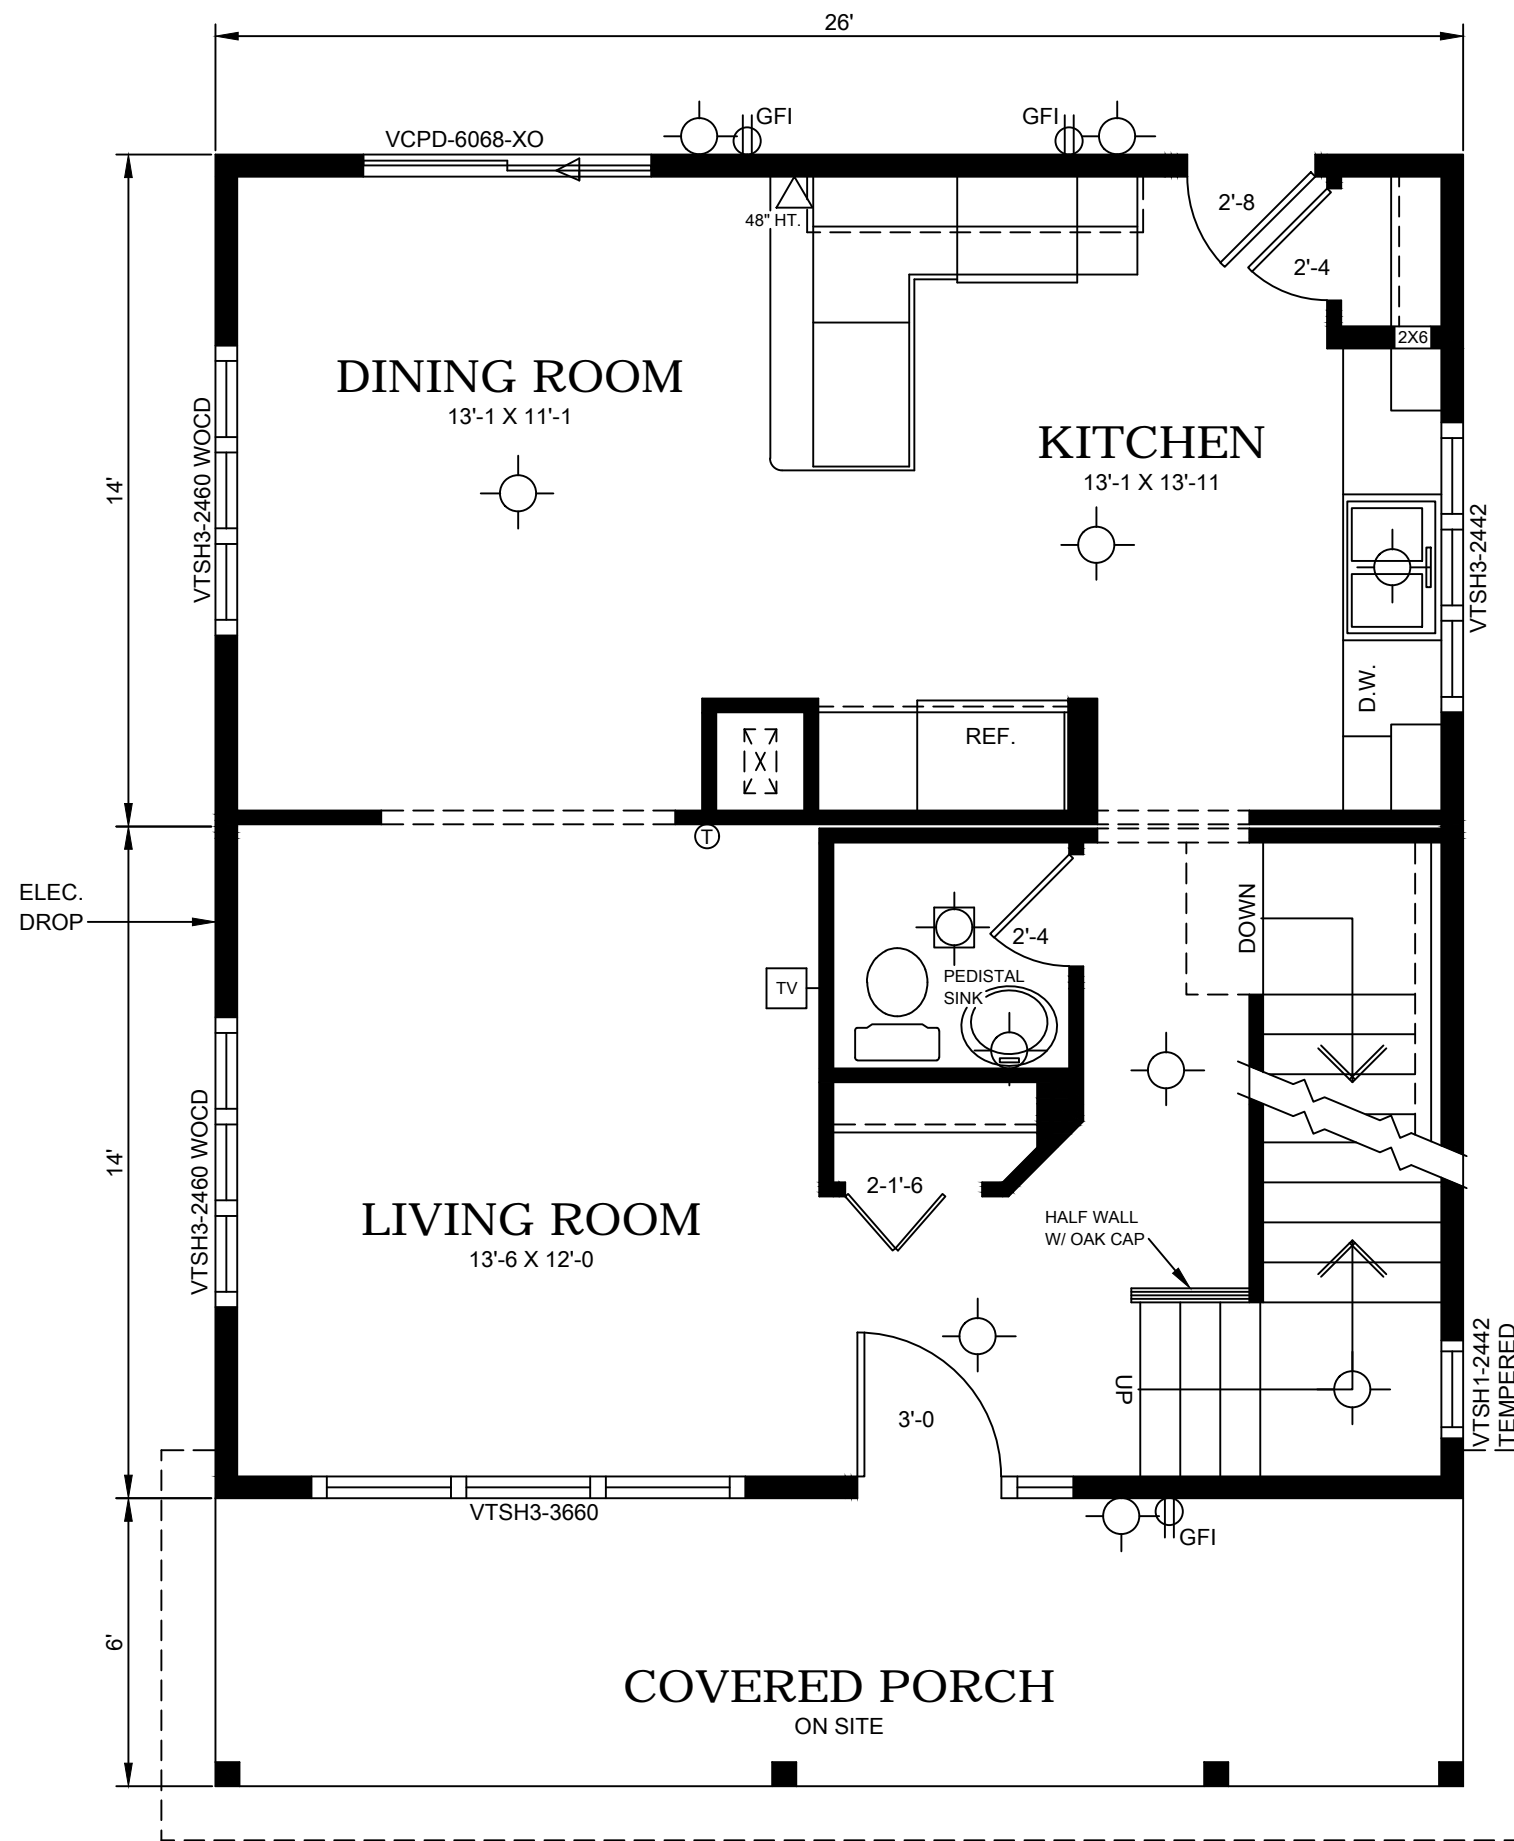 26'
GFI
GFI
VCPD-6068-XO
2'-8
48" HT.
2'-4
2X6
DINING ROOM
13'-1 X 11'-1
KITCHEN
13'-1 X 13'-11
14'
VTSH3-2460 WOCD
VTSH3-2442
D.W.
REF.
X
T
ELEC.
DROP
DOWN
2'-4
PEDISTAL
SINK
TV
14'
VTSH3-2460 WOCD
2-1'-6
LIVING ROOM
13'-6 X 12'-0
HALF WALL
W/ OAK CAP
UP
VTSH1-2442
TEMPERED
3'-0
VTSH3-3660
GFI
6'
COVERED PORCH
ON SITE